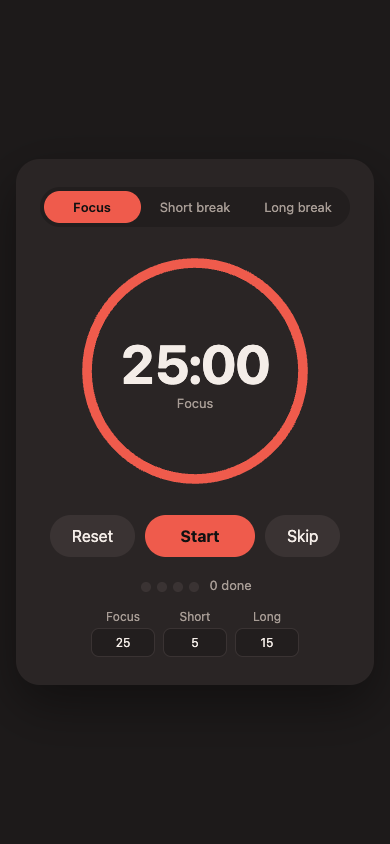 Focus Short break Long break
25:00
Focus
Reset Start Skip
0 done
Focus Short Long
25 5 15